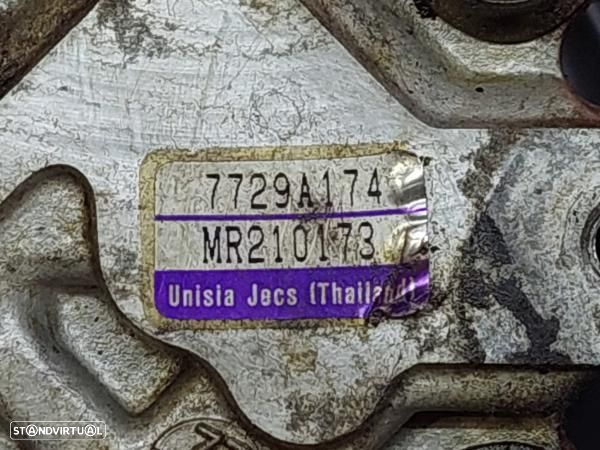 7729A174
MR210173
Unisia Jecs (Thailand)
STANDVIRTUAL